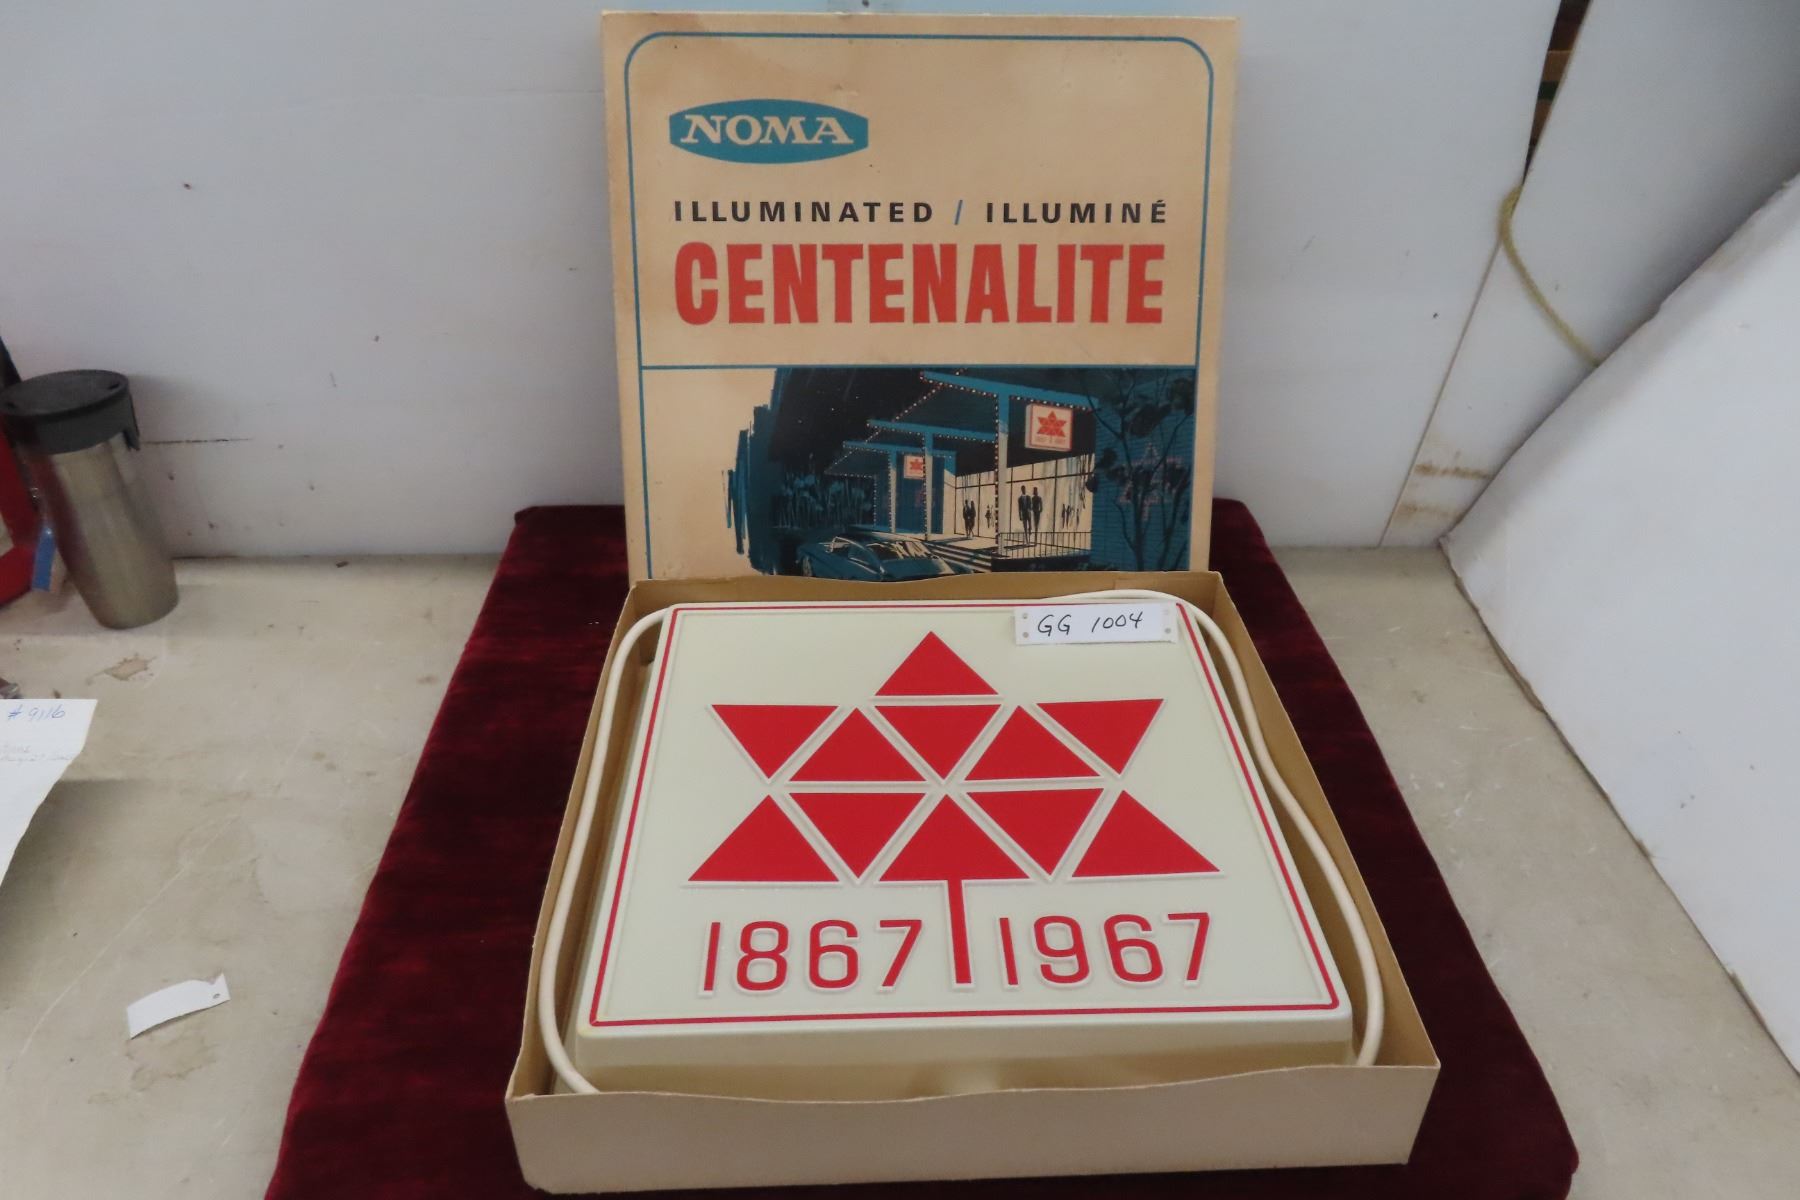 NOMA
ILLUMINATED / ILLUMINÉ
CENTENALITE
GG 1004
1867 1967